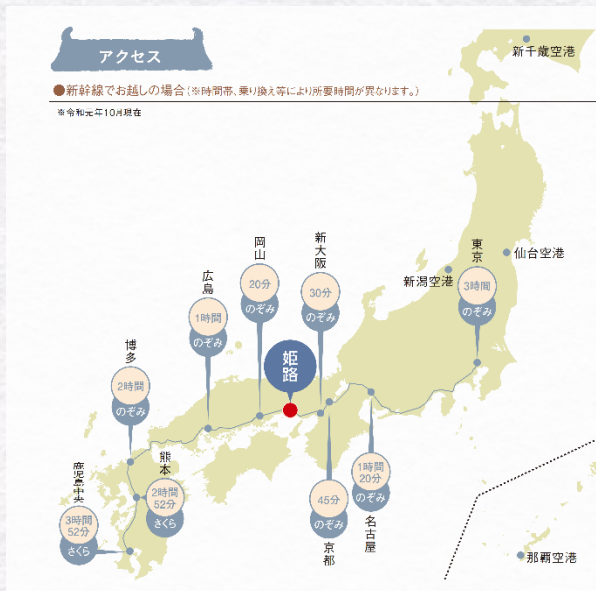 アクセス
●新幹線でお越しの場合(※時間帯、乗り換え等により所要時間が異なります。)
※令和元年10月現在
新千歳空港
仙台空港
新潟空港
東京
3時間
のぞみ
新大阪
30分
のぞみ
岡山
20分
のぞみ
広島
1時間
のぞみ
姫路
博多
2時間
のぞみ
熊本
2時間
52分
さくら
鹿児島中央
3時間
52分
さくら
45分
のぞみ
京都
1時間
20分
のぞみ
名古屋
那覇空港